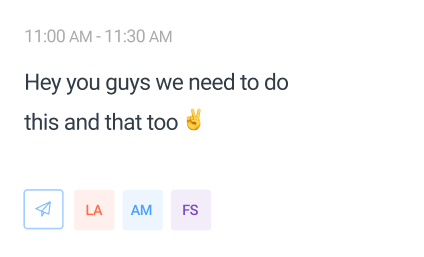 11:00 AM - 11:30 AM
Hey you guys we need to do
this and that too ✌️
LA AM FS